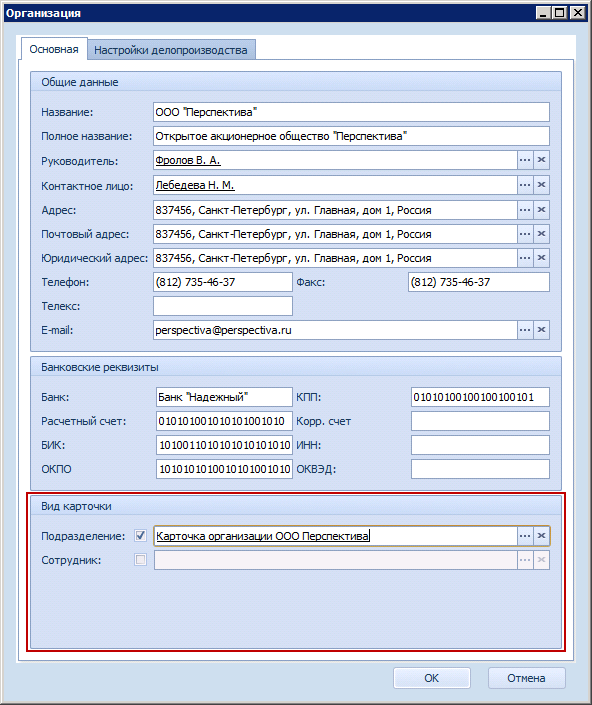 Организация
Основная
Настройки делопроизводства
Общие данные
Название: ООО "Перспектива"
Полное название: Открытое акционерное общество "Перспектива"
Руководитель: Фролов В. А.
Контактное лицо: Лебедева Н. М.
Адрес: 837456, Санкт-Петербург, ул. Главная, дом 1, Россия
Почтовый адрес: 837456, Санкт-Петербург, ул. Главная, дом 1, Россия
Юридический адрес: 837456, Санкт-Петербург, ул. Главная, дом 1, Россия
Телефон: (812) 735-46-37 Факс: (812) 735-46-37
Телекс:
E-mail: perspectiva@perspectiva.ru
Банковские реквизиты
Банк: Банк "Надежный" КПП: 01010100100100100101
Расчетный счет: 010101001010101001010 Корр. счет
БИК: 1010011010101010101010 ИНН:
ОКПО 1010101010010101001010 ОКВЭД:
Вид карточки
Подразделение: Карточка организации ООО Перспектива
Сотрудник:
ОК Отмена